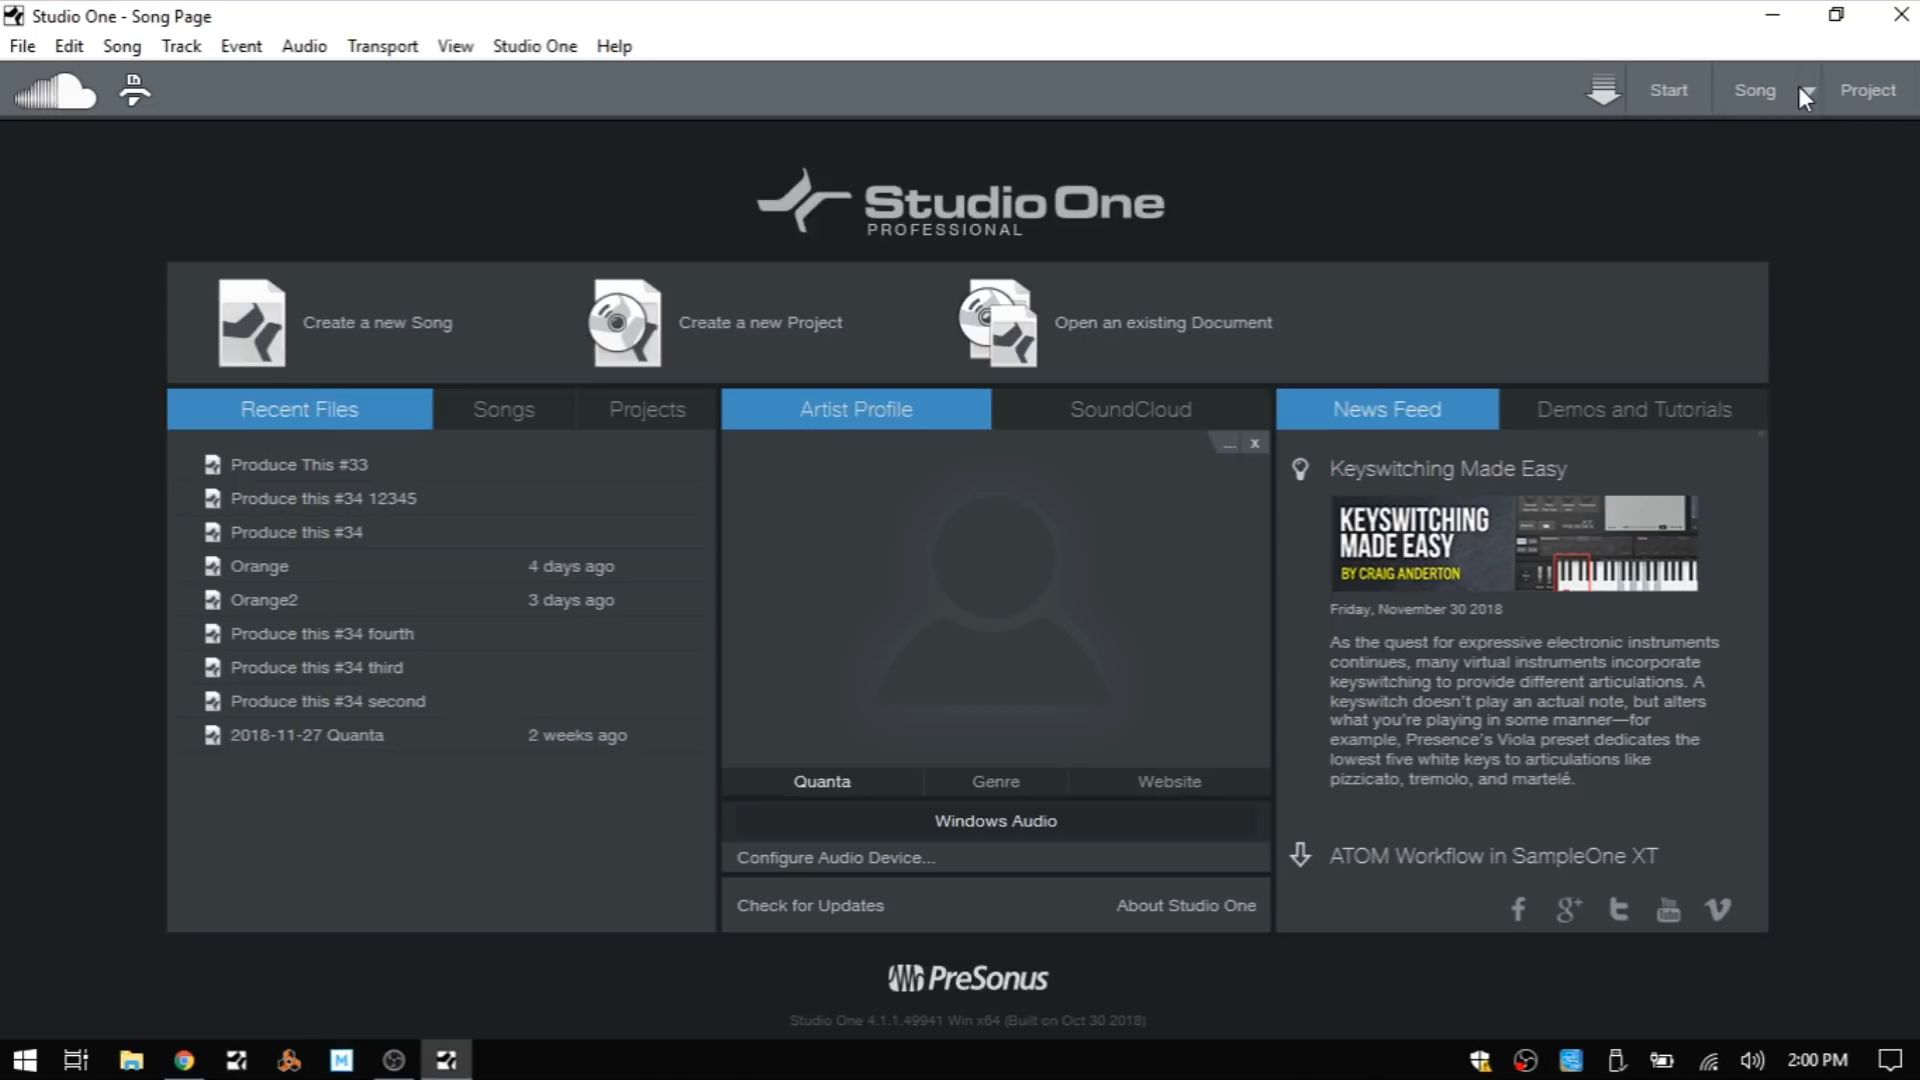 Studio One - Song Page
File Edit Song Track Event Audio Transport View Studio One Help
Start Song Project
Studio One
PROFESSIONAL
Create a new Song
Create a new Project
Open an existing Document
Recent Files
Songs
Projects
Produce This #33
Produce this #34 12345
Produce this #34
Orange 4 days ago
Orange2 3 days ago
Produce this #34 fourth
Produce this #34 third
Produce this #34 second
2018-11-27 Quanta 2 weeks ago
Artist Profile
SoundCloud
... x
Quanta Genre Website
Windows Audio
Configure Audio Device...
Check for Updates
About Studio One
News Feed
Demos and Tutorials
Keyswitching Made Easy
KEYSWITCHING
MADE EASY
BY CRAIG ANDERTON
Friday, November 30 2018
As the quest for expressive electronic instruments
continues, many virtual instruments incorporate
keyswitching to provide different articulations. A
keyswitch doesn't play an actual note, but alters
what you're playing in some manner—for
example, Presence's Viola preset dedicates the
lowest five white keys to articulations like
pizzicato, tremolo, and martelé.
ATOM Workflow in SampleOne XT
PreSonus
Studio One 4.1.1.49941 Win x64 (Built on Oct 30 2018)
2:00 PM